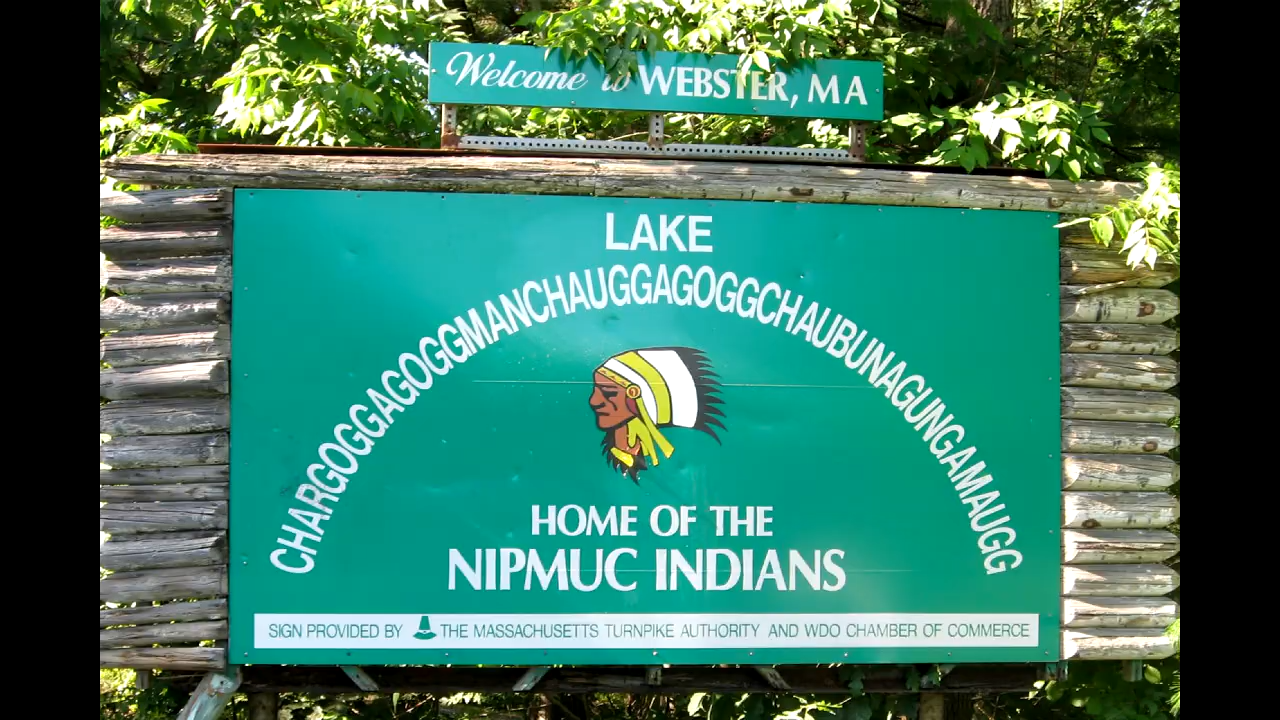 Welcome to WEBSTER, MA
LAKE
CHARGOGGAGOGGMANCHAUGGAGOGGCHAUBUNAGUNGAMAUGG
HOME OF THE
NIPMUC INDIANS
SIGN PROVIDED BY THE MASSACHUSETTS TURNPIKE AUTHORITY AND WDO CHAMBER OF COMMERCE